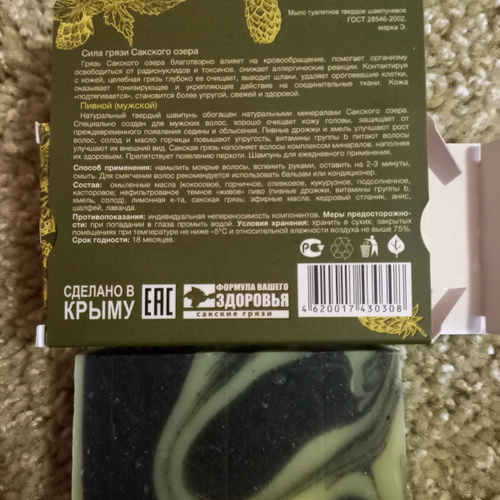 Мыло туалетное твердое шампуневое
ГОСТ 28546-2002
марка Э.
Сила грязи Сакского озера
Грязь Сакского озера благотворно влияет на кровообращение, помогает организму
освободиться от радионуклидов и токсинов, снижает аллергические реакции. Контактируя
с кожей, целебная грязь глубоко ее очищает, выводит шлаки, удаляет ороговевшие клетки,
оказывает тонизирующее и укрепляющее действие на соединительные ткани. Кожа
«подтягивается», становится более упругой, свежей и здоровой.
Пивной (мужской)
Натуральный твердый шампунь обогащен натуральными минералами Сакского озера.
Специально создан для мужских волос, хорошо очищает кожу головы, защищает от
преждевременного появления седины и облысения. Пивные дрожжи и хмель улучшают рост
волос, солод и масло горчицы повышают упругость, витамины группы b питают волосы
и улучшают их внешний вид. Сакская грязь наполняет волосы комплексом минералов, наполняя
их здоровьем. Препятствует появлению перхоти. Шампунь для ежедневного применения.
Способ применения: намылить мокрые волосы, вспенить руками, оставить на 2-3 минуты,
смыть. Для смягчения волос рекомендуется использовать бальзам или кондиционер.
Состав: омыленные масла (кокосовое, горчичное, оливковое, кукурузное, подсолнечное,
касторовое); нефильтрованное "темное живое» пиво (пивные дрожжи, витамины группы b,
хмель, солод), лимонная к-та, сакская грязь; эфирные масла: кедровый стланик, анис,
шалфей, лаванда.
Противопоказания: индивидуальная непереносимость компонентов. Меры предосторожно-
сти: при попадании в глаза промыть водой. Условия хранения: хранить в сухих, закрытых
помещениях при температуре не ниже –5°С и относительной влажности воздуха не выше 75%.
Срок годности: 18 месяцев.
СДЕЛАНО В
КРЫМУ
ЕАС
ФОРМУЛА ВАШЕГО
ЗДОРОВЬЯ
сакские грязи
4 620017 430308